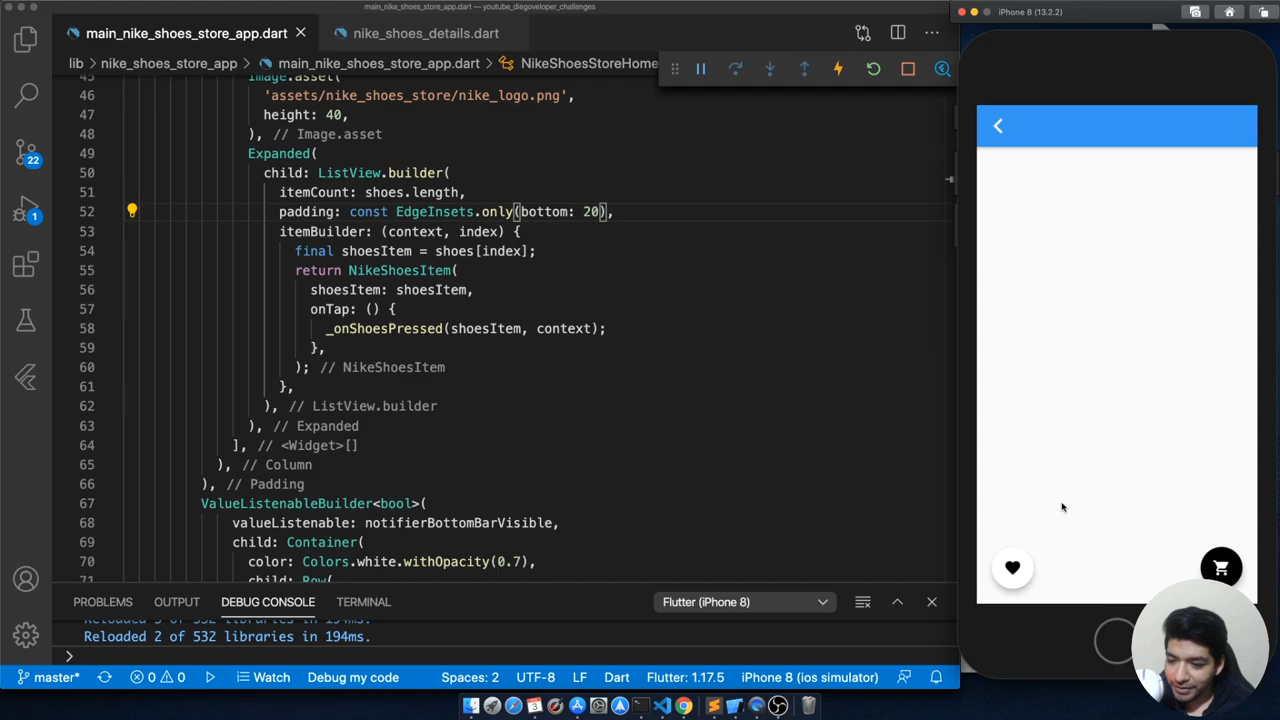 main_nike_shoes_store_app.dart — youtube_diegoveloper_challenges
main_nike_shoes_store_app.dart
nike_shoes_details.dart
lib > nike_shoes_store_app > main_nike_shoes_store_app.dart > NikeShoesStoreHome
45 Image.asset(
46 'assets/nike_shoes_store/nike_logo.png',
47 height: 40,
48 ), // Image.asset
49 Expanded(
50 child: ListView.builder(
51 itemCount: shoes.length,
52 padding: const EdgeInsets.only(bottom: 20),
53 itemBuilder: (context, index) {
54 final shoesItem = shoes[index];
55 return NikeShoesItem(
56 shoesItem: shoesItem,
57 onTap: () {
58 _onShoesPressed(shoesItem, context);
59 },
60 ); // NikeShoesItem
61 },
62 ), // ListView.builder
63 ), // Expanded
64 ], // <Widget>[]
65 ), // Column
66 ), // Padding
67 ValueListenableBuilder<bool>(
68 valueListenable: notifierBottomBarVisible,
69 child: Container(
70 color: Colors.white.withOpacity(0.7),
71 child: Row(
22
1
PROBLEMS OUTPUT DEBUG CONSOLE TERMINAL
Flutter (iPhone 8)
Reloaded 2 of 532 libraries in 194ms.
master* 0 0 Watch Debug my code Spaces: 2 UTF-8 LF Dart Flutter: 1.17.5 iPhone 8 (ios simulator)
iPhone 8 (13.2.2)
3